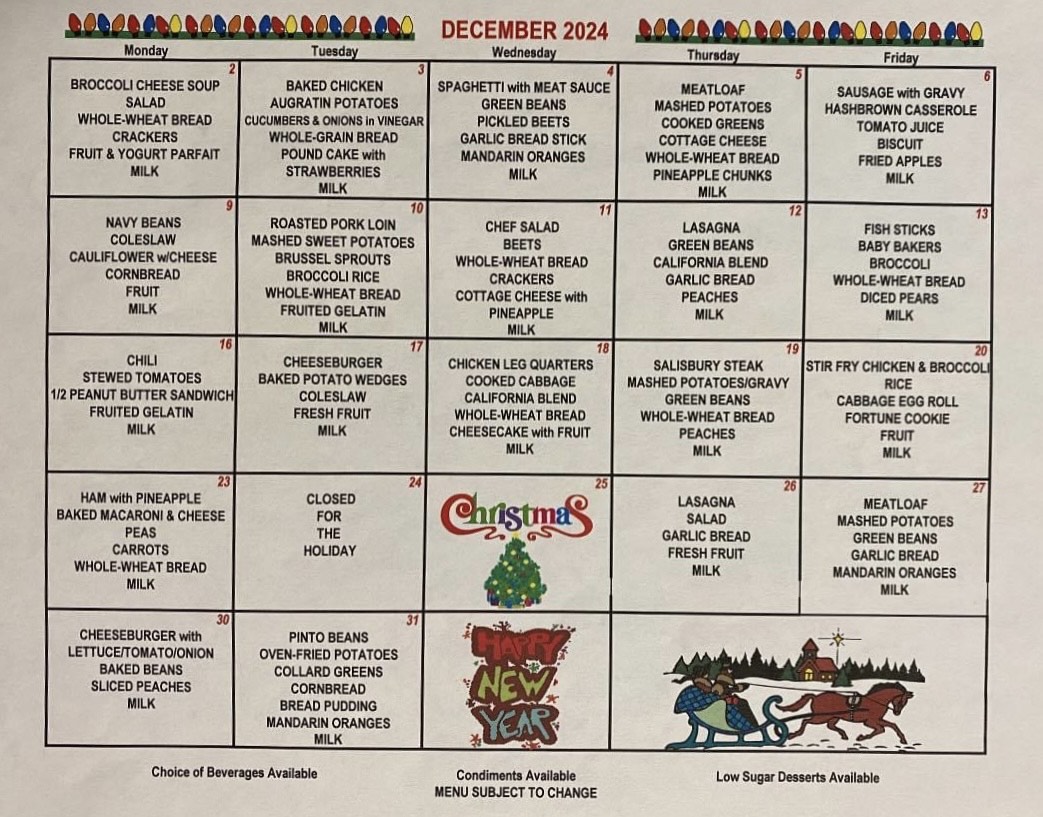 DECEMBER 2024
Monday
Tuesday
Wednesday
Thursday
Friday
2
BROCCOLI CHEESE SOUP
SALAD
WHOLE-WHEAT BREAD
CRACKERS
FRUIT & YOGURT PARFAIT
MILK
3
BAKED CHICKEN
AUGRATIN POTATOES
CUCUMBERS & ONIONS in VINEGAR
WHOLE-GRAIN BREAD
POUND CAKE with
STRAWBERRIES
MILK
4
SPAGHETTI with MEAT SAUCE
GREEN BEANS
PICKLED BEETS
GARLIC BREAD STICK
MANDARIN ORANGES
MILK
5
MEATLOAF
MASHED POTATOES
COOKED GREENS
COTTAGE CHEESE
WHOLE-WHEAT BREAD
PINEAPPLE CHUNKS
MILK
6
SAUSAGE with GRAVY
HASHBROWN CASSEROLE
TOMATO JUICE
BISCUIT
FRIED APPLES
MILK
9
NAVY BEANS
COLESLAW
CAULIFLOWER w/CHEESE
CORNBREAD
FRUIT
MILK
10
ROASTED PORK LOIN
MASHED SWEET POTATOES
BRUSSEL SPROUTS
BROCCOLI RICE
WHOLE-WHEAT BREAD
FRUITED GELATIN
MILK
11
CHEF SALAD
BEETS
WHOLE-WHEAT BREAD
CRACKERS
COTTAGE CHEESE with
PINEAPPLE
MILK
12
LASAGNA
GREEN BEANS
CALIFORNIA BLEND
GARLIC BREAD
PEACHES
MILK
13
FISH STICKS
BABY BAKERS
BROCCOLI
WHOLE-WHEAT BREAD
DICED PEARS
MILK
16
CHILI
STEWED TOMATOES
1/2 PEANUT BUTTER SANDWICH
FRUITED GELATIN
MILK
17
CHEESEBURGER
BAKED POTATO WEDGES
COLESLAW
FRESH FRUIT
MILK
18
CHICKEN LEG QUARTERS
COOKED CABBAGE
CALIFORNIA BLEND
WHOLE-WHEAT BREAD
CHEESECAKE with FRUIT
MILK
19
SALISBURY STEAK
MASHED POTATOES/GRAVY
GREEN BEANS
WHOLE-WHEAT BREAD
PEACHES
MILK
20
STIR FRY CHICKEN & BROCCOLI
RICE
CABBAGE EGG ROLL
FORTUNE COOKIE
FRUIT
MILK
23
HAM with PINEAPPLE
BAKED MACARONI & CHEESE
PEAS
CARROTS
WHOLE-WHEAT BREAD
MILK
24
CLOSED
FOR
THE
HOLIDAY
25
Christmas
26
LASAGNA
SALAD
GARLIC BREAD
FRESH FRUIT
MILK
27
MEATLOAF
MASHED POTATOES
GREEN BEANS
GARLIC BREAD
MANDARIN ORANGES
MILK
30
CHEESEBURGER with
LETTUCE/TOMATO/ONION
BAKED BEANS
SLICED PEACHES
MILK
31
PINTO BEANS
OVEN-FRIED POTATOES
COLLARD GREENS
CORNBREAD
BREAD PUDDING
MANDARIN ORANGES
MILK
HAPPY
NEW
YEAR
Choice of Beverages Available
Condiments Available
Low Sugar Desserts Available
MENU SUBJECT TO CHANGE